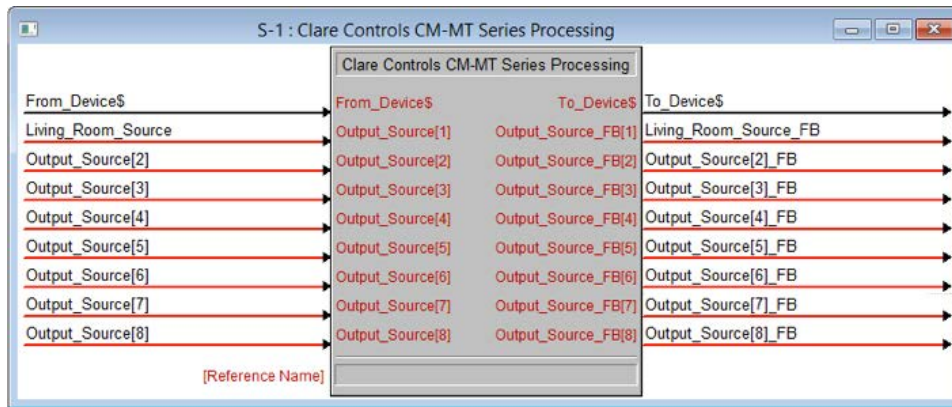 S-1 : Clare Controls CM-MT Series Processing
Clare Controls CM-MT Series Processing
From_Device$ From_Device$ To_Device$ To_Device$
Living_Room_Source Output_Source[1] Output_Source_FB[1] Living_Room_Source_FB
Output_Source[2] Output_Source[2] Output_Source_FB[2] Output_Source[2]_FB
Output_Source[3] Output_Source[3] Output_Source_FB[3] Output_Source[3]_FB
Output_Source[4] Output_Source[4] Output_Source_FB[4] Output_Source[4]_FB
Output_Source[5] Output_Source[5] Output_Source_FB[5] Output_Source[5]_FB
Output_Source[6] Output_Source[6] Output_Source_FB[6] Output_Source[6]_FB
Output_Source[7] Output_Source[7] Output_Source_FB[7] Output_Source[7]_FB
Output_Source[8] Output_Source[8] Output_Source_FB[8] Output_Source[8]_FB
[Reference Name]